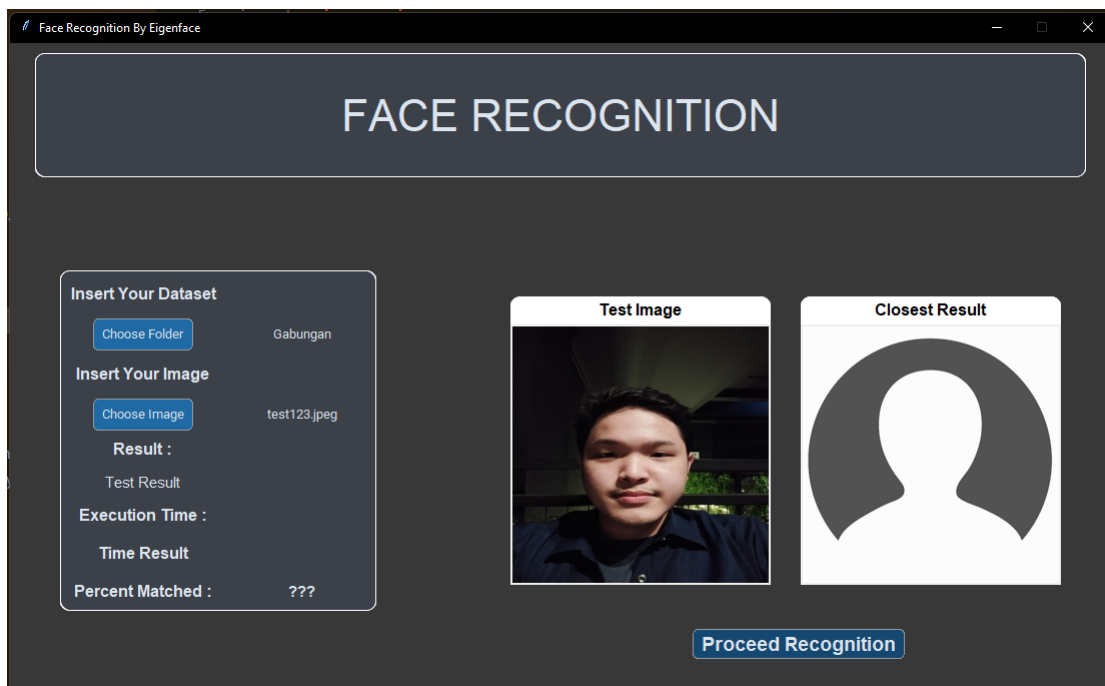 Face Recognition By Eigenface
FACE RECOGNITION
Insert Your Dataset
Choose Folder
Gabungan
Insert Your Image
Choose Image
test123.jpeg
Result :
Test Result
Execution Time :
Time Result
Percent Matched :
???
Test Image
Closest Result
Proceed Recognition